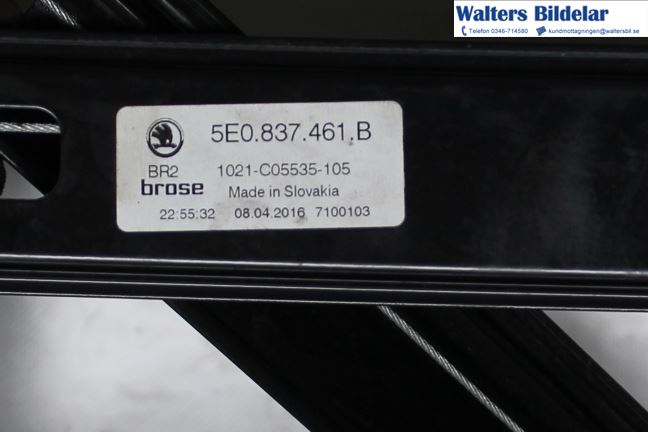 Walters Bildelar
Telefon 0346-714580 kundmottagningen@waltersbil.se
5E0.837.461.B
BR2 1021-C05535-105
brose Made in Slovakia
22:55:32 08.04.2016 7100103